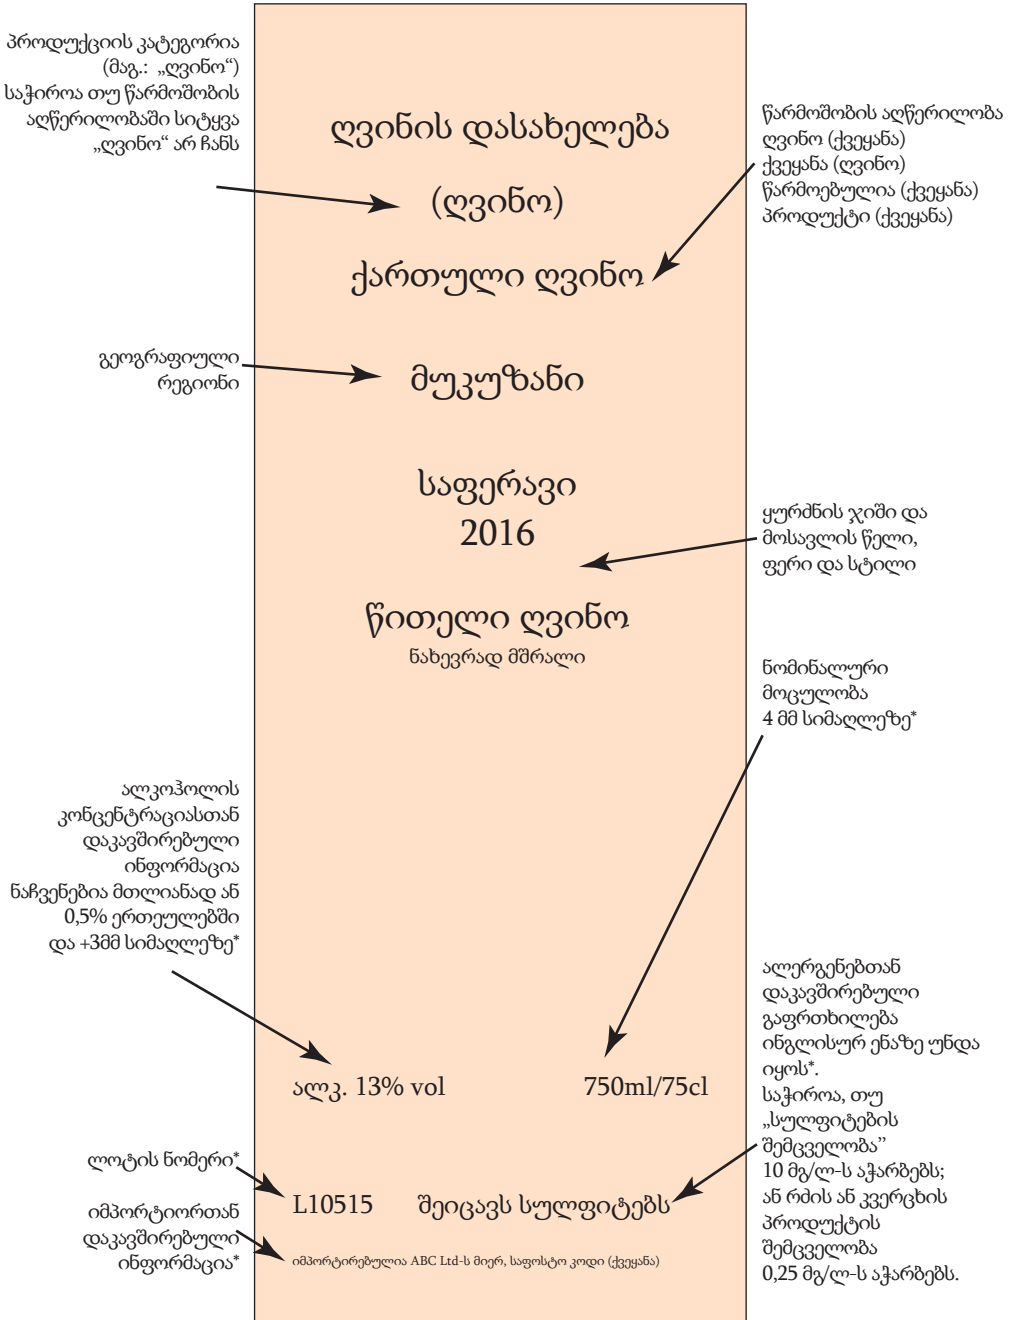 პროდუქციის კატეგორია
(მაგ.: „ღვინო“)
საჭიროა თუ წარმოშობის
აღწერილობაში სიტყვა
„ღვინო“ არ ჩანს
ღვინის დასახელება
(ღვინო)
ქართული ღვინო
წარმოშობის აღწერილობა
ღვინო (ქვეყანა)
ქვეყანა (ღვინო)
წარმოებულია (ქვეყანა)
პროდუქტი (ქვეყანა)
გეოგრაფიული
რეგიონი
მუკუზანი
საფერავი
2016
ყურძნის ჯიში და
მოსავლის წელი,
ფერი და სტილი
წითელი ღვინო
ნახევრად მშრალი
ნომინალური
მოცულობა
4 მმ სიმაღლეზე*
ალკოჰოლის
კონცენტრაციასთან
დაკავშირებული
ინფორმაცია
ნაჩვენებია მთლიანად ან
0,5% ერთეულებში
და +3მმ სიმაღლეზე*
ალკ. 13% vol
750ml/75cl
ალერგენებთან
დაკავშირებული
გაფრთხილება
ინგლისურ ენაზე უნდა
იყოს*.
საჭიროა, თუ
„სულფიტების
შემცველობა”
10 მგ/ლ-ს აჭარბებს;
ან რძის ან კვერცხის
პროდუქტის
შემცველობა
0,25 მგ/ლ-ს აჭარბებს.
ლოტის ნომერი*
L10515
შეიცავს სულფიტებს
იმპორტიორთან
დაკავშირებული
ინფორმაცია*
იმპორტირებულია ABC Ltd-ს მიერ, საფოსტო კოდი (ქვეყანა)